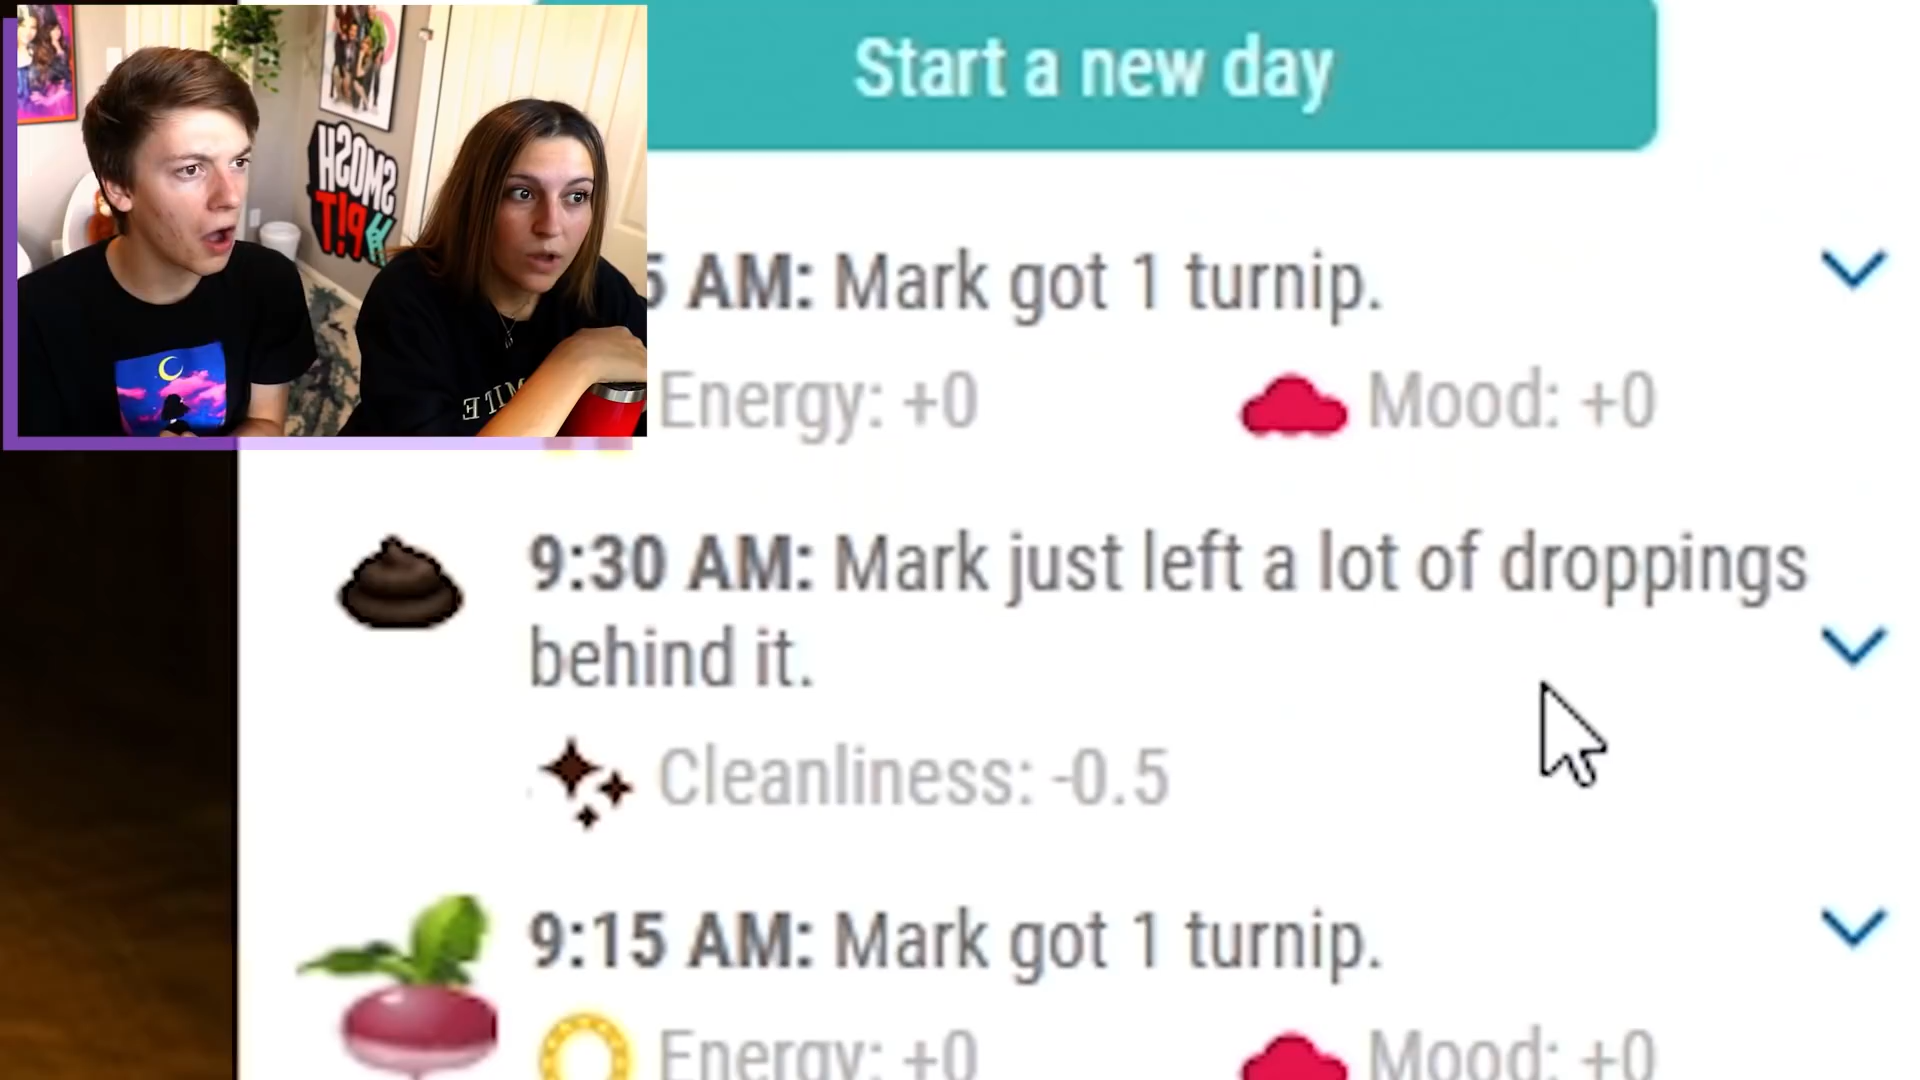 Start a new day
5 AM: Mark got 1 turnip.
Energy: +0 Mood: +0
9:30 AM: Mark just left a lot of droppings
behind it.
Cleanliness: -0.5
9:15 AM: Mark got 1 turnip.
Energy: +0 Mood: +0
SMOSH
PIT